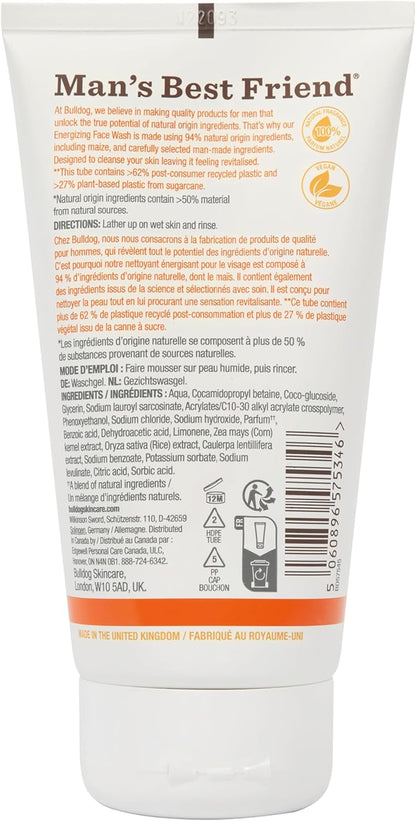 122093
Man's Best Friend®
At Bulldog, we believe in making quality products for men that
unlock the true potential of natural origin ingredients. That's why our
Energizing Face Wash is made using 94% natural origin ingredients,
including maize, and carefully selected man-made ingredients.
Designed to cleanse your skin leaving it feeling revitalised.
**This tube contains >62% post-consumer recycled plastic and
>27% plant-based plastic from sugarcane.
NATURAL FRAGRANCE
100%
PARFUM NATUREL
VEGAN
VÉGANE
*Natural origin ingredients contain >50% material
from natural sources.
DIRECTIONS: Lather up on wet skin and rinse.
Chez Bulldog, nous nous consacrons à la fabrication de produits de qualité
pour hommes, qui révèlent tout le potentiel des ingrédients d'origine naturelle.
C'est pourquoi notre nettoyant énergisant pour le visage est composé à
94 % d'ingrédients d'origine naturelle, dont le maïs. Il contient également
des ingrédients issus de la science et sélectionnés avec soin. Il est conçu pour
nettoyer la peau en lui procurant une sensation revitalisante. **Ce tube contient
plus de 62 % de plastique recyclé post-consommation et plus de 27 % de plastique
végétal issu de la canne à sucre.
*Les ingrédients d'origine naturelle se composent à plus de 50 %
de substances provenant de sources naturelles.
MODE D'EMPLOI : Faire mousser sur peau humide, puis rincer.
DE: Waschgel. NL: Gezichtswasgel.
INGREDIENTS / INGRÉDIENTS : Aqua, Cocamidopropyl betaine, Coco-glucoside,
Glycerin, Sodium lauroyl sarcosinate, Acrylates/C10-30 alkyl acrylate crosspolymer,
Phenoxyethanol, Sodium chloride, Sodium hydroxide, Parfum††,
Benzoic acid, Dehydroacetic acid, Limonene, Zea mays (Corn)
kernel extract, Oryza sativa (Rice) extract, Caulerpa lentillifera
extract, Sodium benzoate, Potassium sorbate, Sodium
levulinate, Citric acid, Sorbic acid.
††A blend of natural ingredients /
Un mélange d'ingrédients naturels.
bulldogskincare.com
Wilkinson Sword, Schützenstr. 110, D-42659
Solingen, Germany / Allemagne. Distributed
in Canada by / Distribué au Canada par :
Edgewell Personal Care Canada, ULC,
Hanover, ON N4N 0B1. 888-724-6342.
Bulldog Skincare,
London, W10 5AD, UK.
12M
2
HDPE
TUBE
5
PP
CAP
BOUCHON
5 069896 575346 >
MADE IN THE UNITED KINGDOM / FABRIQUÉ AU ROYAUME-UNI